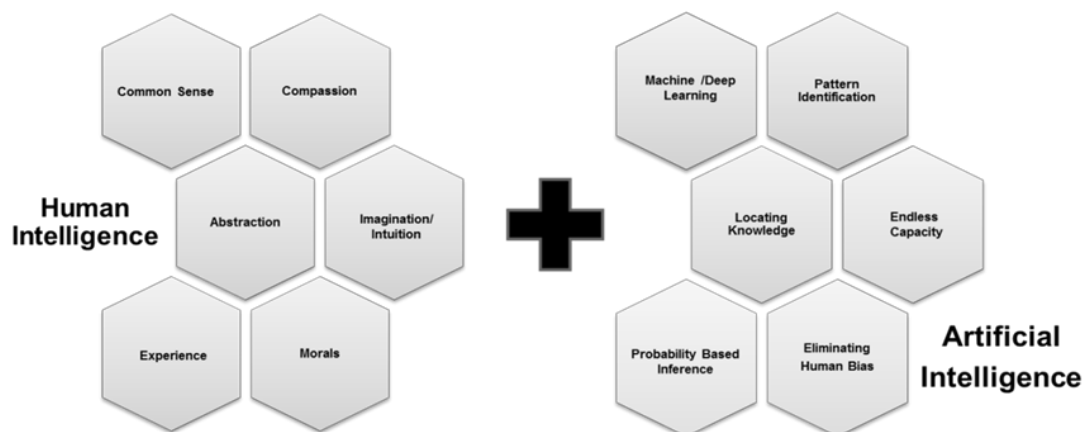 Common Sense
Compassion
Human
Intelligence
Abstraction
Imagination/
Intuition
Experience
Morals
Machine /Deep
Learning
Pattern
Identification
Locating
Knowledge
Endless
Capacity
Probability Based
Inference
Eliminating
Human Bias
Artificial
Intelligence